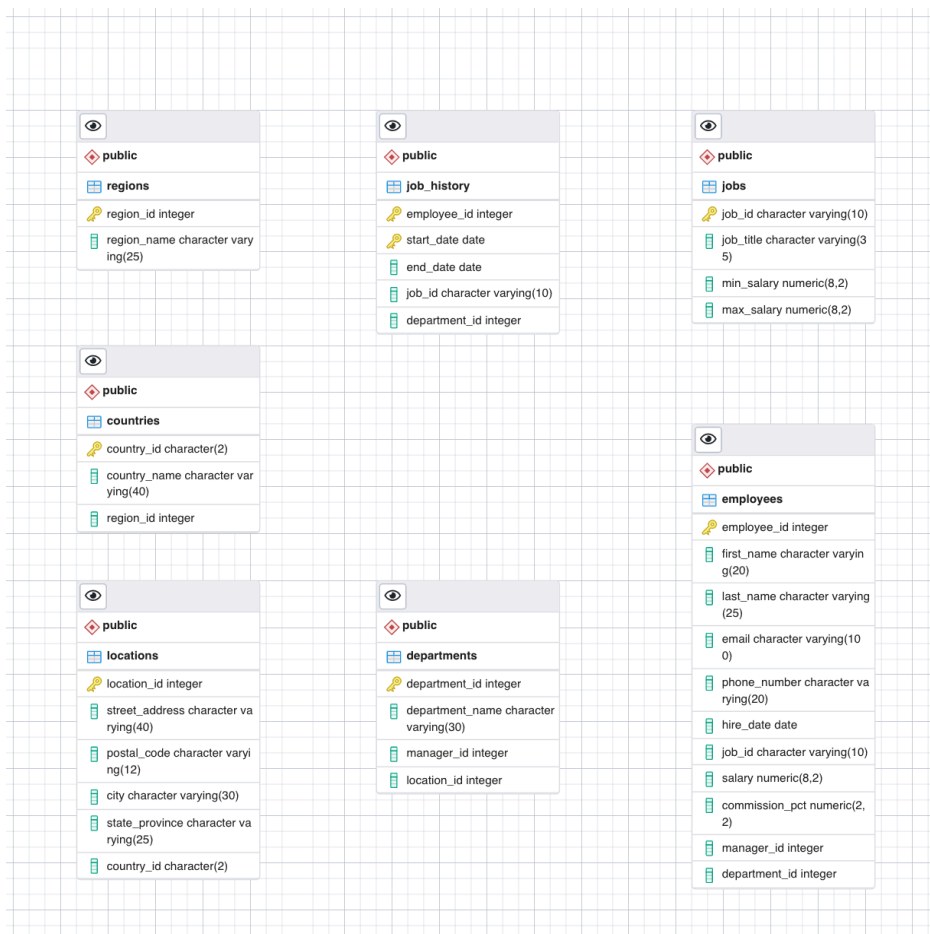 public
regions
region_id integer
region_name character vary
ing(25)
public
job_history
employee_id integer
start_date date
end_date date
job_id character varying(10)
department_id integer
public
jobs
job_id character varying(10)
job_title character varying(3
5)
min_salary numeric(8,2)
max_salary numeric(8,2)
public
countries
country_id character(2)
country_name character var
ying(40)
region_id integer
public
employees
employee_id integer
first_name character varyin
g(20)
last_name character varying
(25)
email character varying(10
0)
phone_number character va
rying(20)
hire_date date
job_id character varying(10)
salary numeric(8,2)
commission_pct numeric(2,
2)
manager_id integer
department_id integer
public
locations
location_id integer
street_address character va
rying(40)
postal_code character varyi
ng(12)
city character varying(30)
state_province character va
rying(25)
country_id character(2)
public
departments
department_id integer
department_name character
varying(30)
manager_id integer
location_id integer